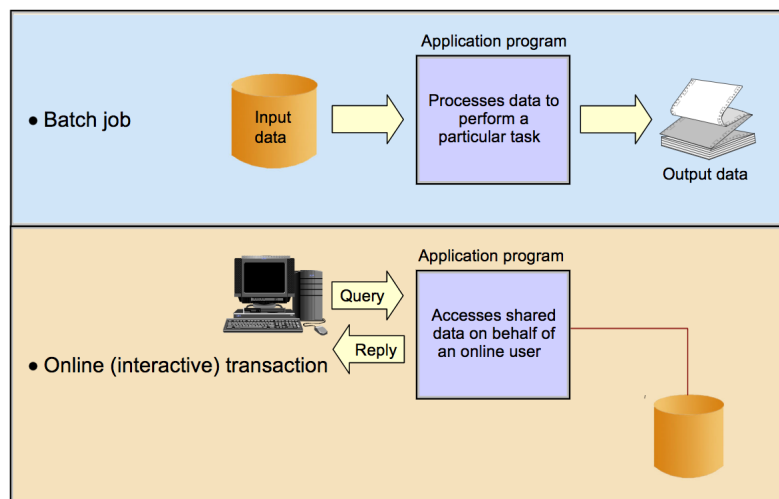 Application program
• Batch job
Input
data
Processes data to
perform a
particular task
Output data
Application program
Query
Reply
Accesses shared
data on behalf of
an online user
• Online (interactive) transaction